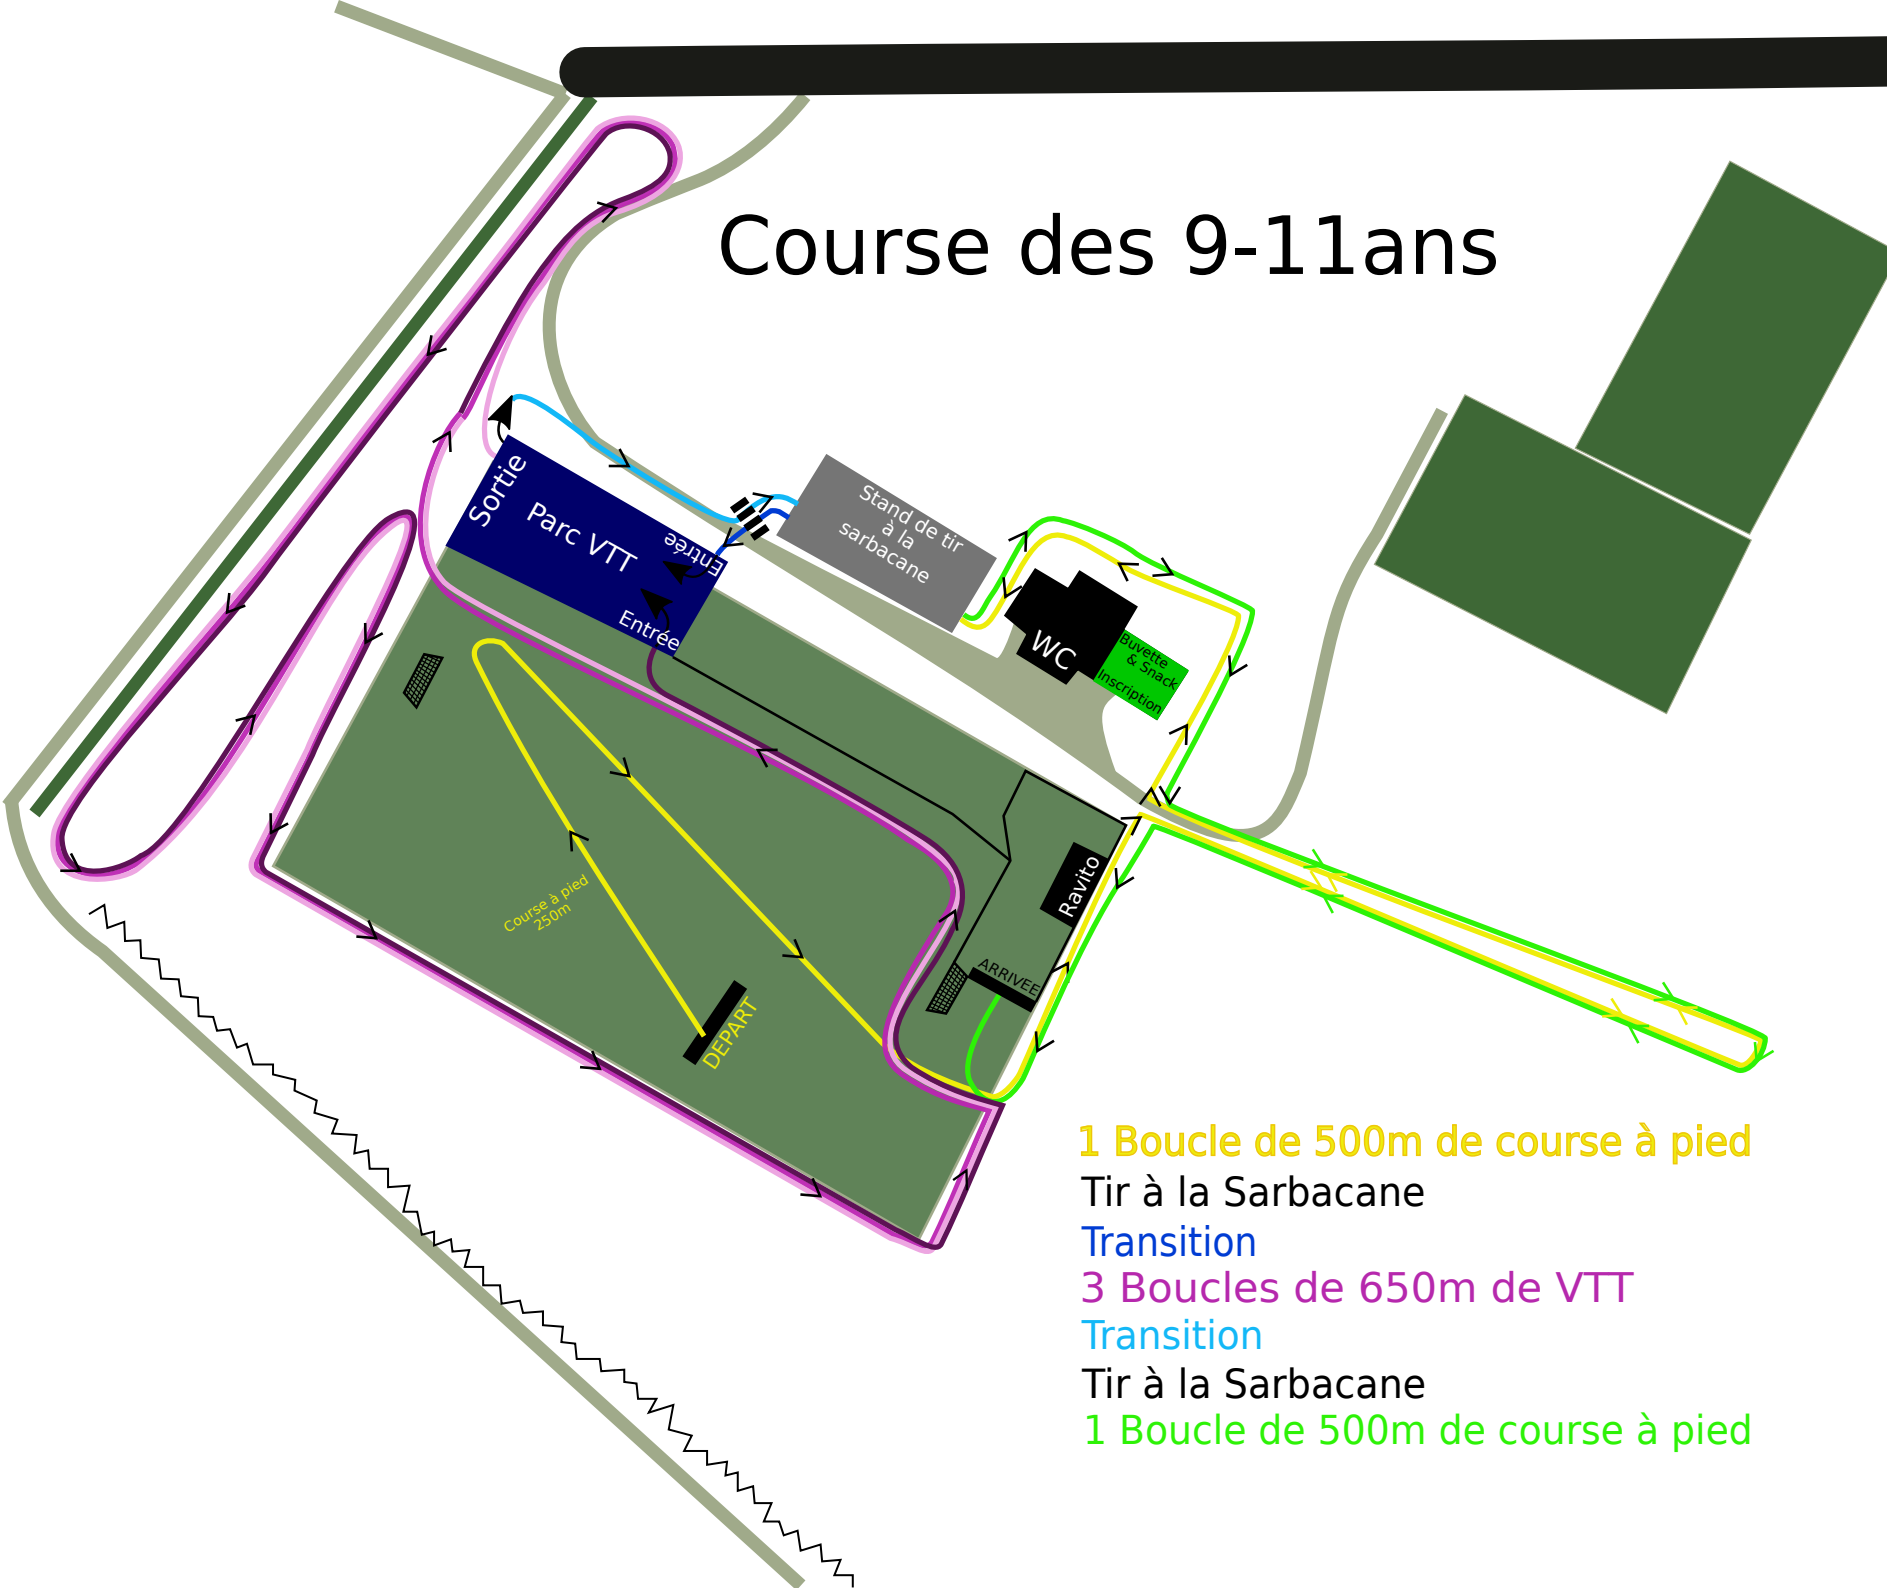 Course des 9-11ans
Sortie
Parc VTT
Entrée
Entrée
Stand de tir
à la
sarbacane
WC
Buvette
& Snack
Inscription
Ravito
ARRIVEE
Course à pied
250m
DEPART
1 Boucle de 500m de course à pied
Tir à la Sarbacane
Transition
3 Boucles de 650m de VTT
Transition
Tir à la Sarbacane
1 Boucle de 500m de course à pied